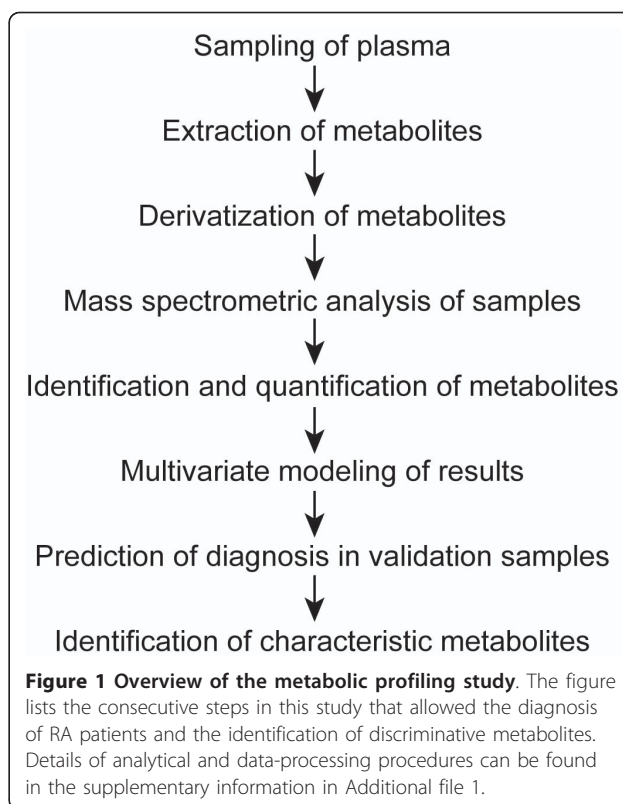 Sampling of plasma
Extraction of metabolites
Derivatization of metabolites
Mass spectrometric analysis of samples
Identification and quantification of metabolites
Multivariate modeling of results
Prediction of diagnosis in validation samples
Identification of characteristic metabolites
Figure 1 Overview of the metabolic profiling study. The figure
lists the consecutive steps in this study that allowed the diagnosis
of RA patients and the identification of discriminative metabolites.
Details of analytical and data-processing procedures can be found
in the supplementary information in Additional file 1.